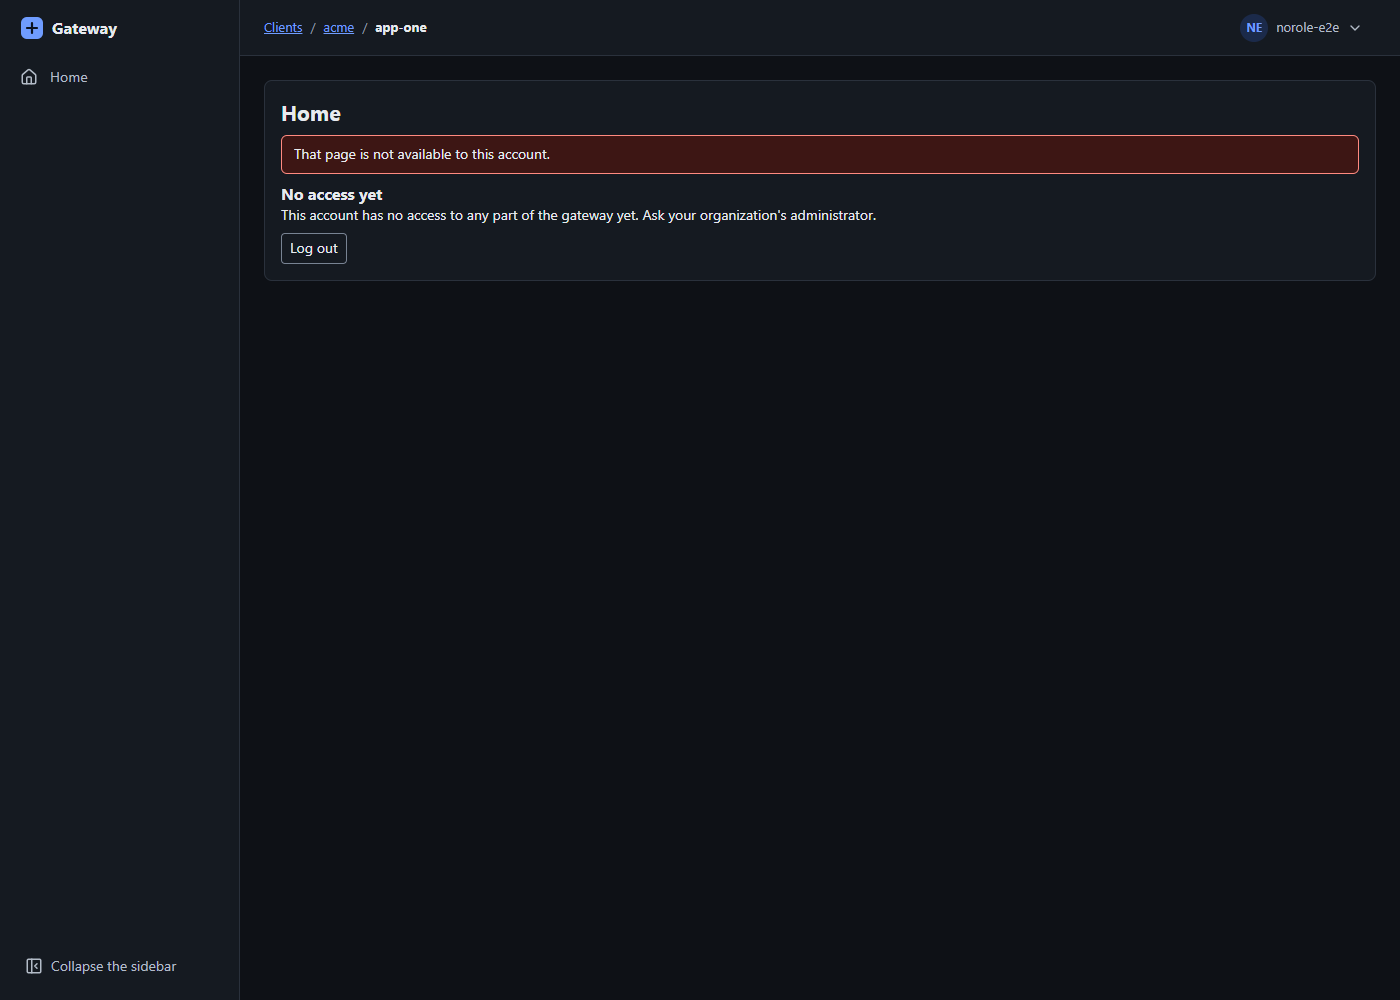 Gateway
Clients / acme / app-one
NE norole-e2e
Home
Home
That page is not available to this account.
No access yet
This account has no access to any part of the gateway yet. Ask your organization's administrator.
Log out
Collapse the sidebar